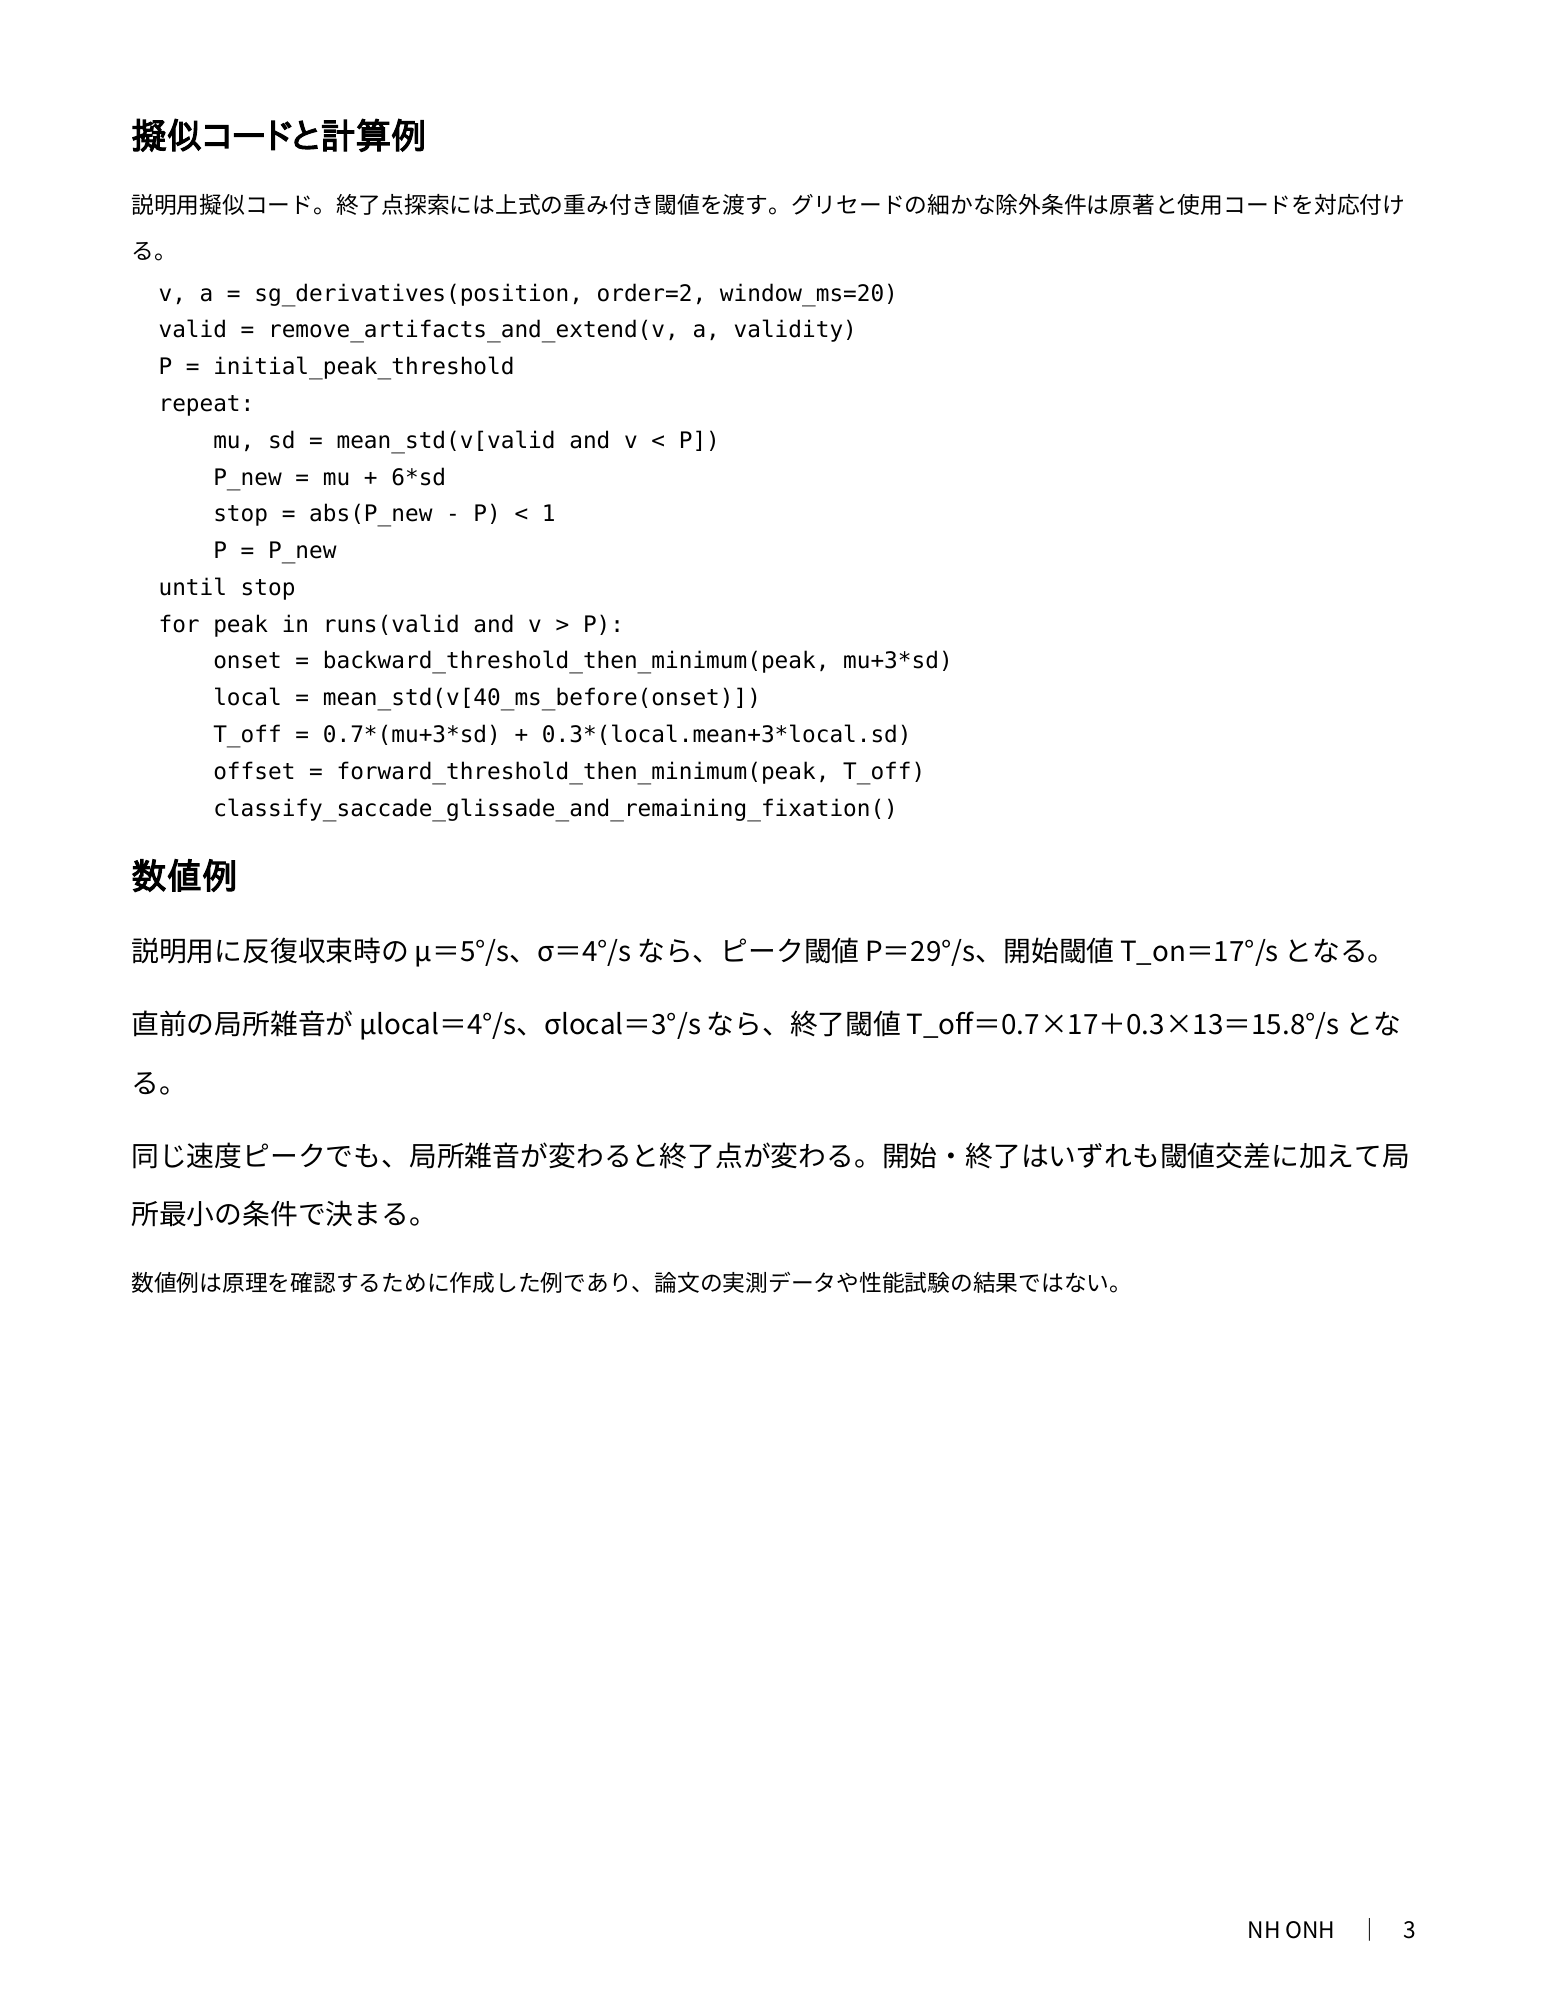 擬似コードと計算例
説明用擬似コード。終了点探索には上式の重み付き閾値を渡す。グリセードの細かな除外条件は原著と使用コードを対応付け
る。
v, a = sg_derivatives(position, order=2, window_ms=20)
valid = remove_artifacts_and_extend(v, a, validity)
P = initial_peak_threshold
repeat:
    mu, sd = mean_std(v[valid and v < P])
    P_new = mu + 6*sd
    stop = abs(P_new - P) < 1
    P = P_new
until stop
for peak in runs(valid and v > P):
    onset = backward_threshold_then_minimum(peak, mu+3*sd)
    local = mean_std(v[40_ms_before(onset)])
    T_off = 0.7*(mu+3*sd) + 0.3*(local.mean+3*local.sd)
    offset = forward_threshold_then_minimum(peak, T_off)
    classify_saccade_glissade_and_remaining_fixation()
数値例
説明用に反復収束時の μ＝5°/s、σ＝4°/s なら、ピーク閾値 P＝29°/s、開始閾値 T_on＝17°/s となる。
直前の局所雑音が μlocal＝4°/s、σlocal＝3°/s なら、終了閾値 T_off＝0.7×17＋0.3×13＝15.8°/s とな
る。
同じ速度ピークでも、局所雑音が変わると終了点が変わる。開始・終了はいずれも閾値交差に加えて局
所最小の条件で決まる。
数値例は原理を確認するために作成した例であり、論文の実測データや性能試験の結果ではない。
NH ONH ｜ 3